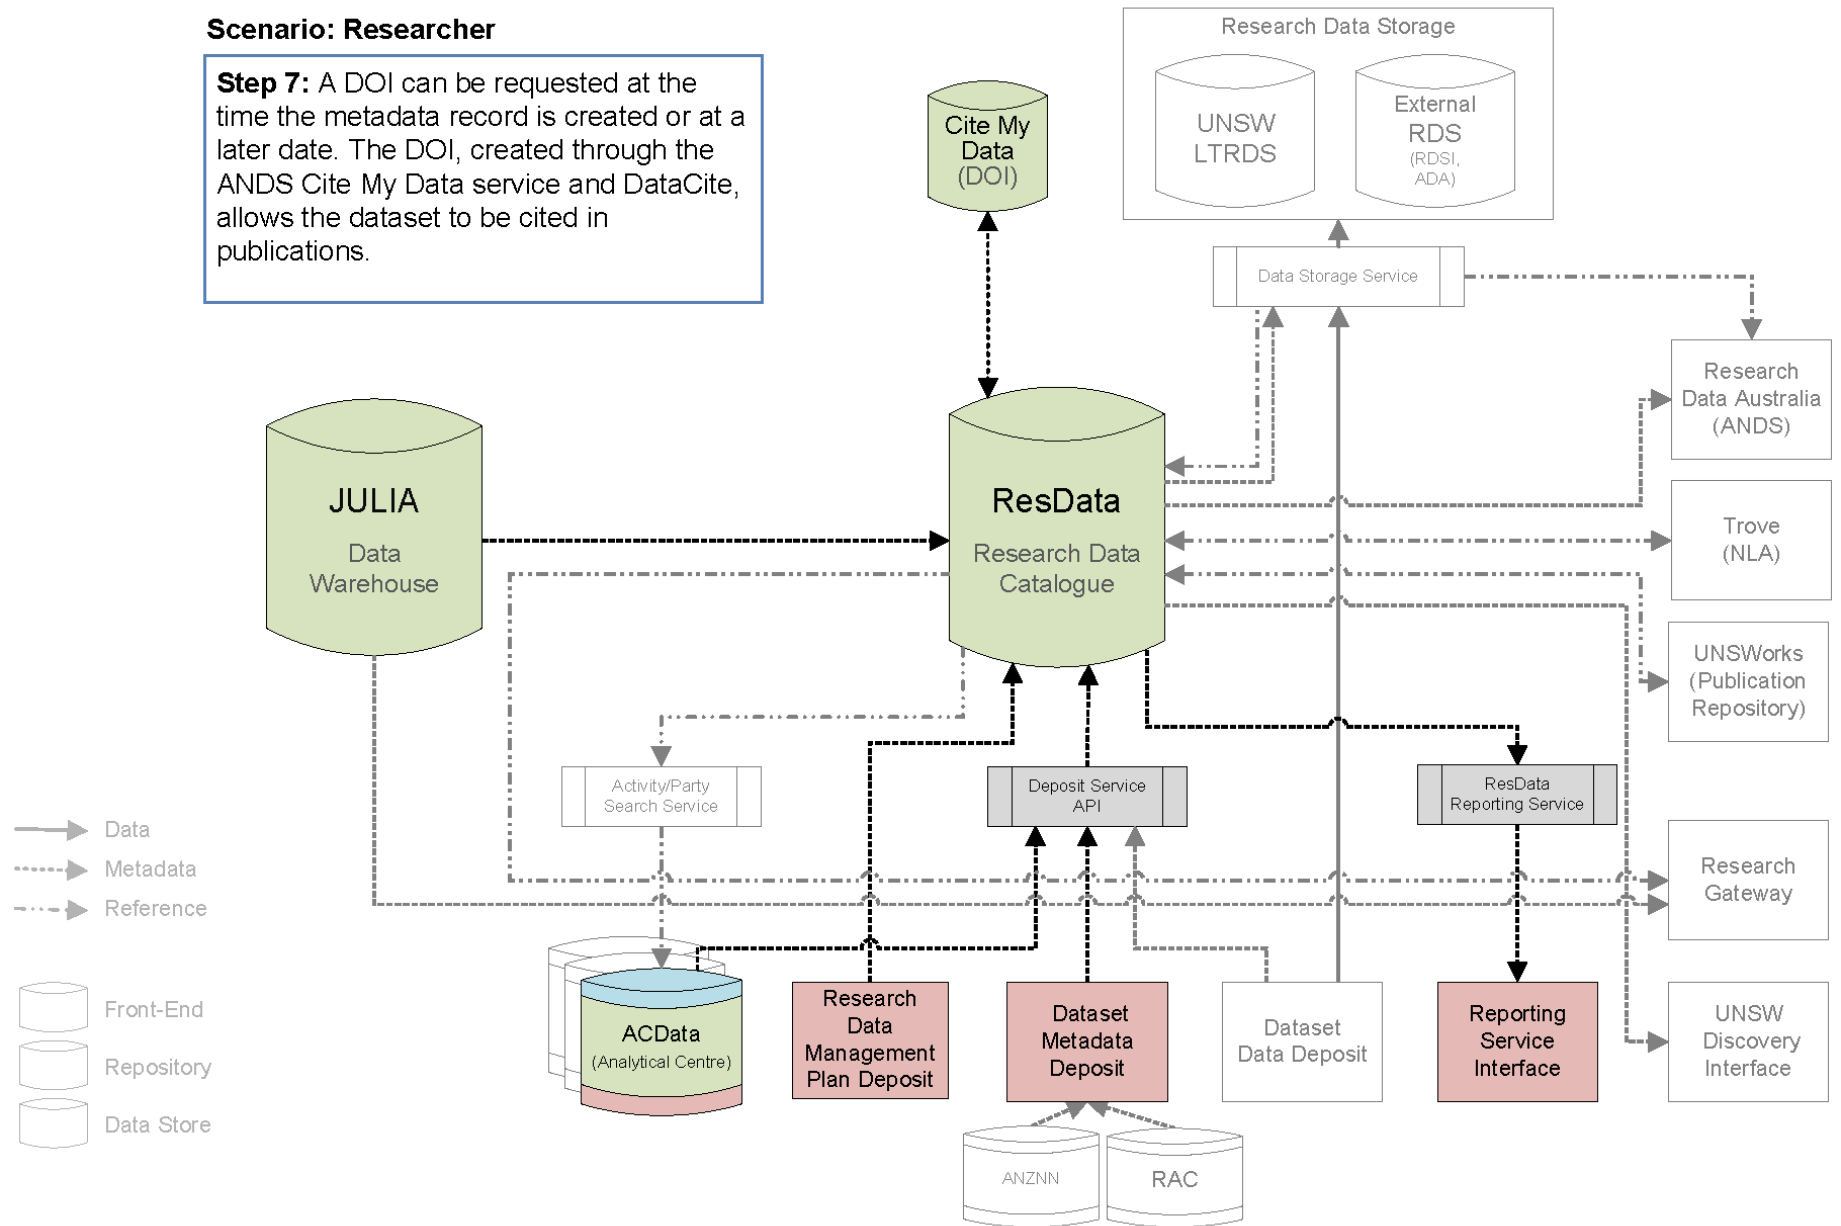 Scenario: Researcher
Step 7: A DOI can be requested at the
time the metadata record is created or at a
later date. The DOI, created through the
ANDS Cite My Data service and DataCite,
allows the dataset to be cited in
publications.
Cite My
Data
(DOI)
Research Data Storage
UNSW
LTRDS
External
RDS
(RDSI,
ADA)
Data Storage Service
Research
Data Australia
(ANDS)
JULIA
Data
Warehouse
ResData
Research Data
Catalogue
Trove
(NLA)
UNSWorks
(Publication
Repository)
Activity/Party
Search Service
Deposit Service
API
ResData
Reporting Service
Data
Metadata
Reference
Research
Gateway
Front-End
Repository
Data Store
ACData
(Analytical Centre)
Research
Data
Management
Plan Deposit
Dataset
Metadata
Deposit
Dataset
Data Deposit
Reporting
Service
Interface
UNSW
Discovery
Interface
ANZNN
RAC